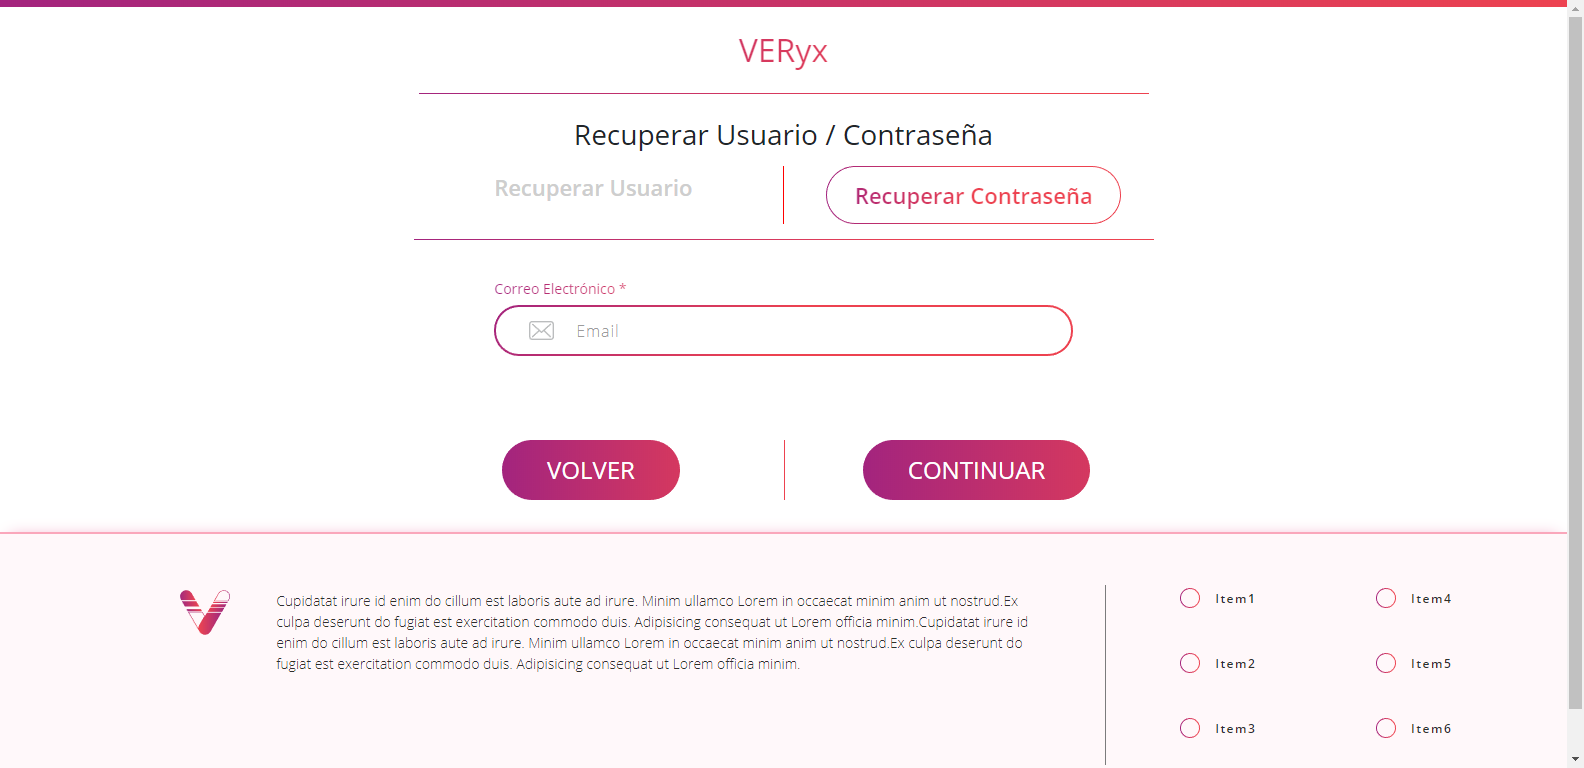 VERyx
Recuperar Usuario / Contraseña
Recuperar Usuario
Recuperar Contraseña
Correo Electrónico *
Email
VOLVER
CONTINUAR
Cupidatat irure id enim do cillum est laboris aute ad irure. Minim ullamco Lorem in occaecat minim anim ut nostrud.Ex
culpa deserunt do fugiat est exercitation commodo duis. Adipisicing consequat ut Lorem officia minim.Cupidatat irure id
enim do cillum est laboris aute ad irure. Minim ullamco Lorem in occaecat minim anim ut nostrud.Ex culpa deserunt do
fugiat est exercitation commodo duis. Adipisicing consequat ut Lorem officia minim.
Item1
Item2
Item3
Item4
Item5
Item6